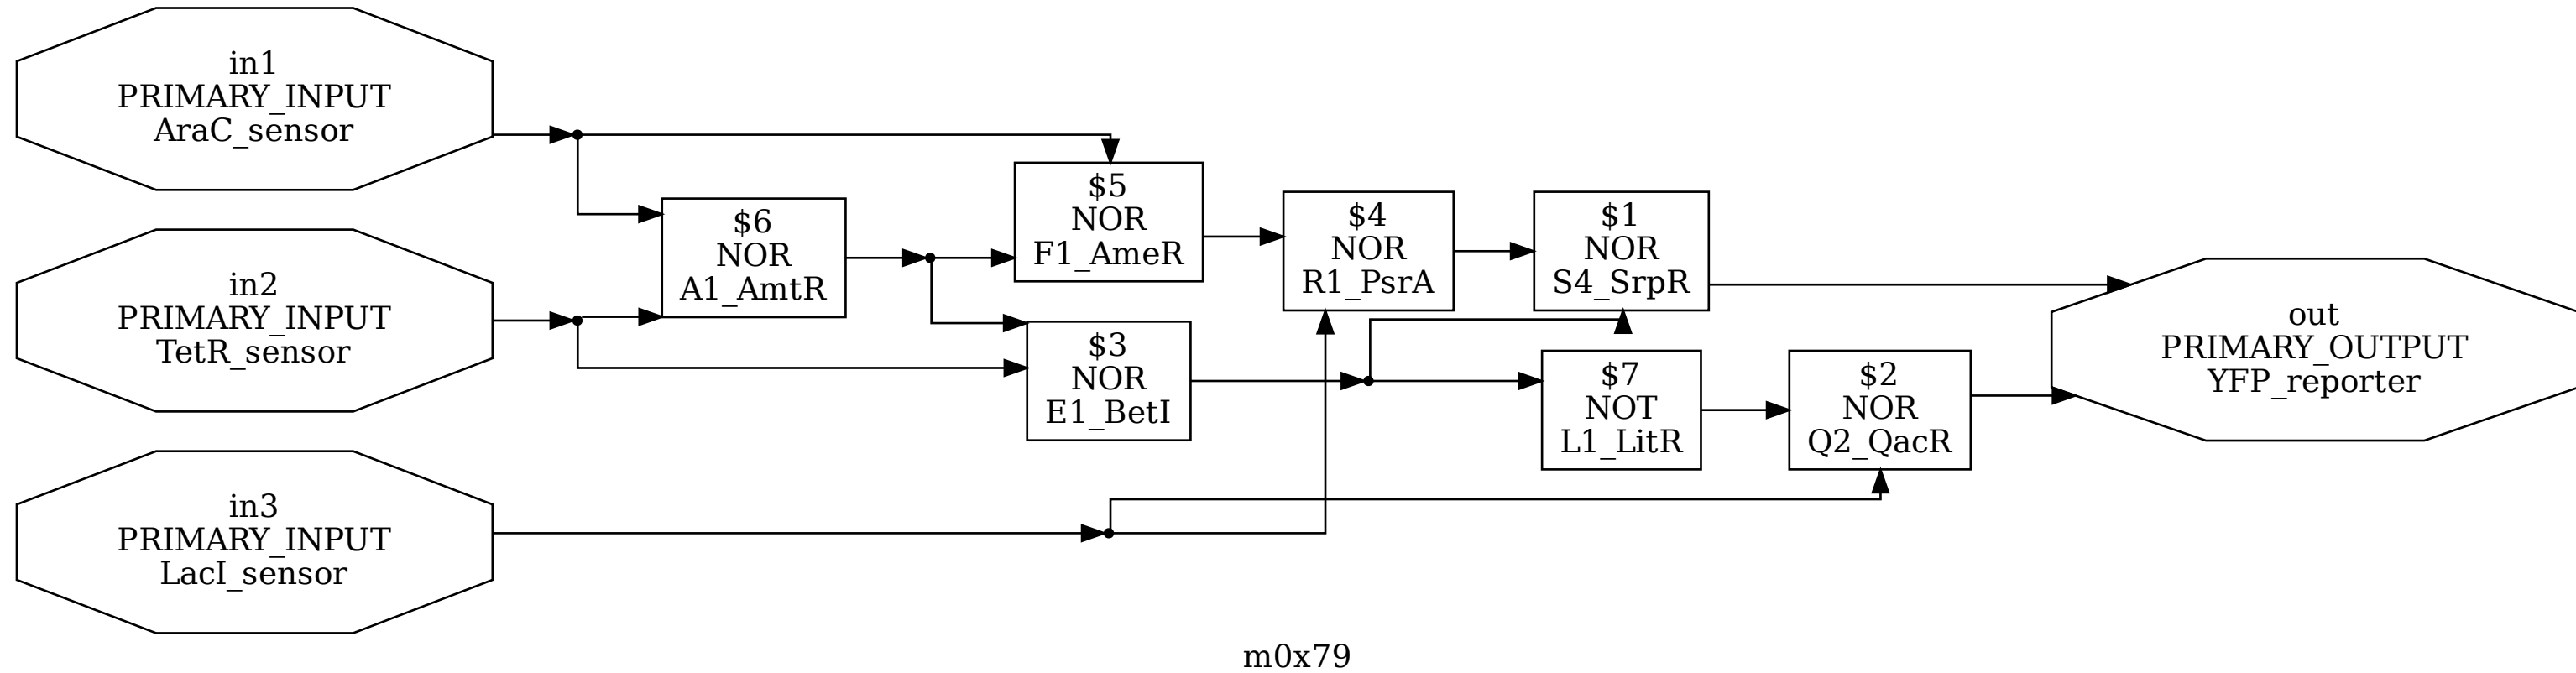 in1
PRIMARY_INPUT
AraC_sensor
in2
PRIMARY_INPUT
TetR_sensor
in3
PRIMARY_INPUT
LacI_sensor
$6
NOR
A1_AmtR
$5
NOR
F1_AmeR
$3
NOR
E1_BetI
$4
NOR
R1_PsrA
$1
NOR
S4_SrpR
$7
NOT
L1_LitR
$2
NOR
Q2_QacR
out
PRIMARY_OUTPUT
YFP_reporter
m0x79